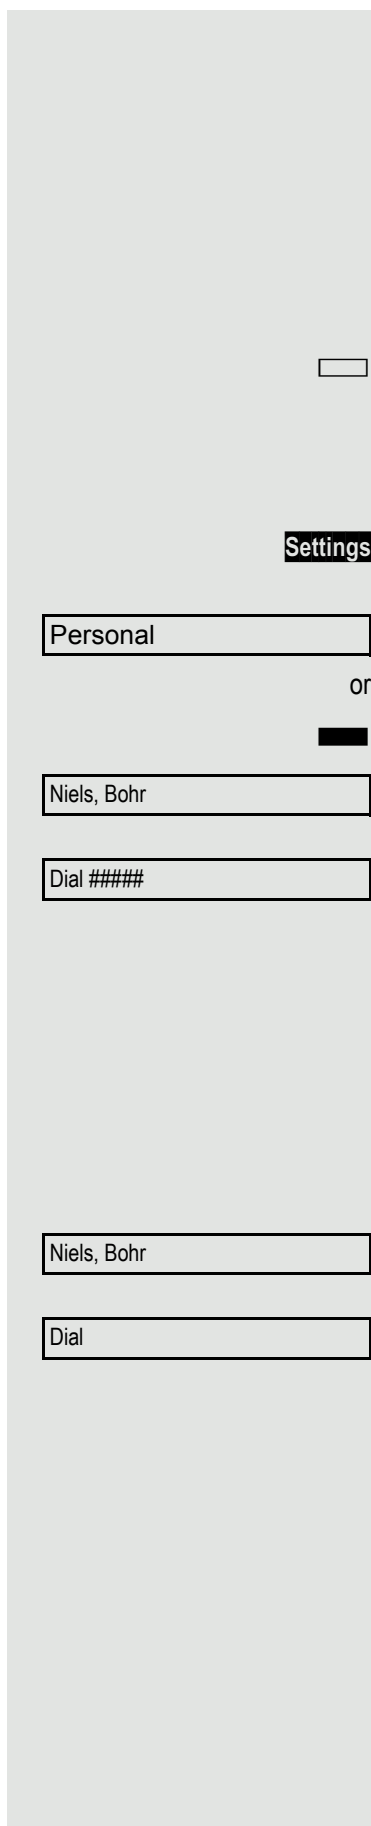 Settings
Personal
or
Niels, Bohr
Dial #####
Niels, Bohr
Dial